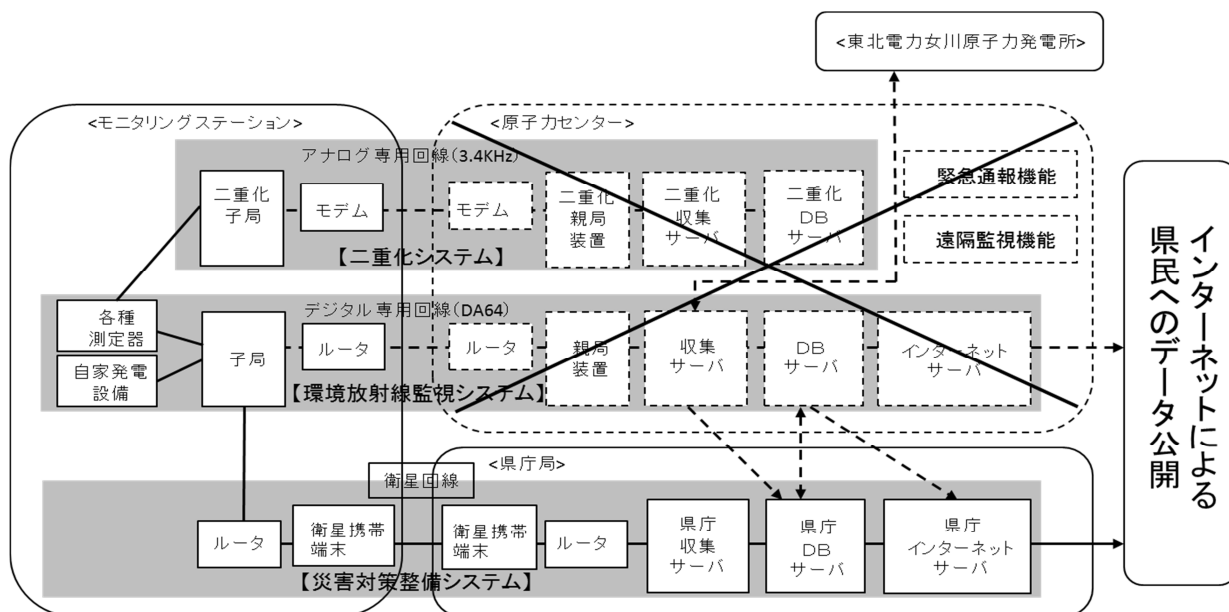 <東北電力女川原子力発電所>
<モニタリングステーション>
<原子力センター>
アナログ専用回線(3.4KHz)
二重化
子局
モデム
モデム
二重化
親局
装置
二重化
収集
サーバ
二重化
DB
サーバ
緊急通報機能
遠隔監視機能
【二重化システム】
デジタル専用回線(DA64)
各種
測定器
自家発電
設備
子局
ルータ
ルータ
親局
装置
収集
サーバ
DB
サーバ
インターネット
サーバ
【環境放射線監視システム】
<県庁局>
衛星回線
ルータ
衛星携帯
端末
衛星携帯
端末
ルータ
県庁
収集
サーバ
県庁
DB
サーバ
県庁
インターネット
サーバ
【災害対策整備システム】
インターネットによる
県民へのデータ公開